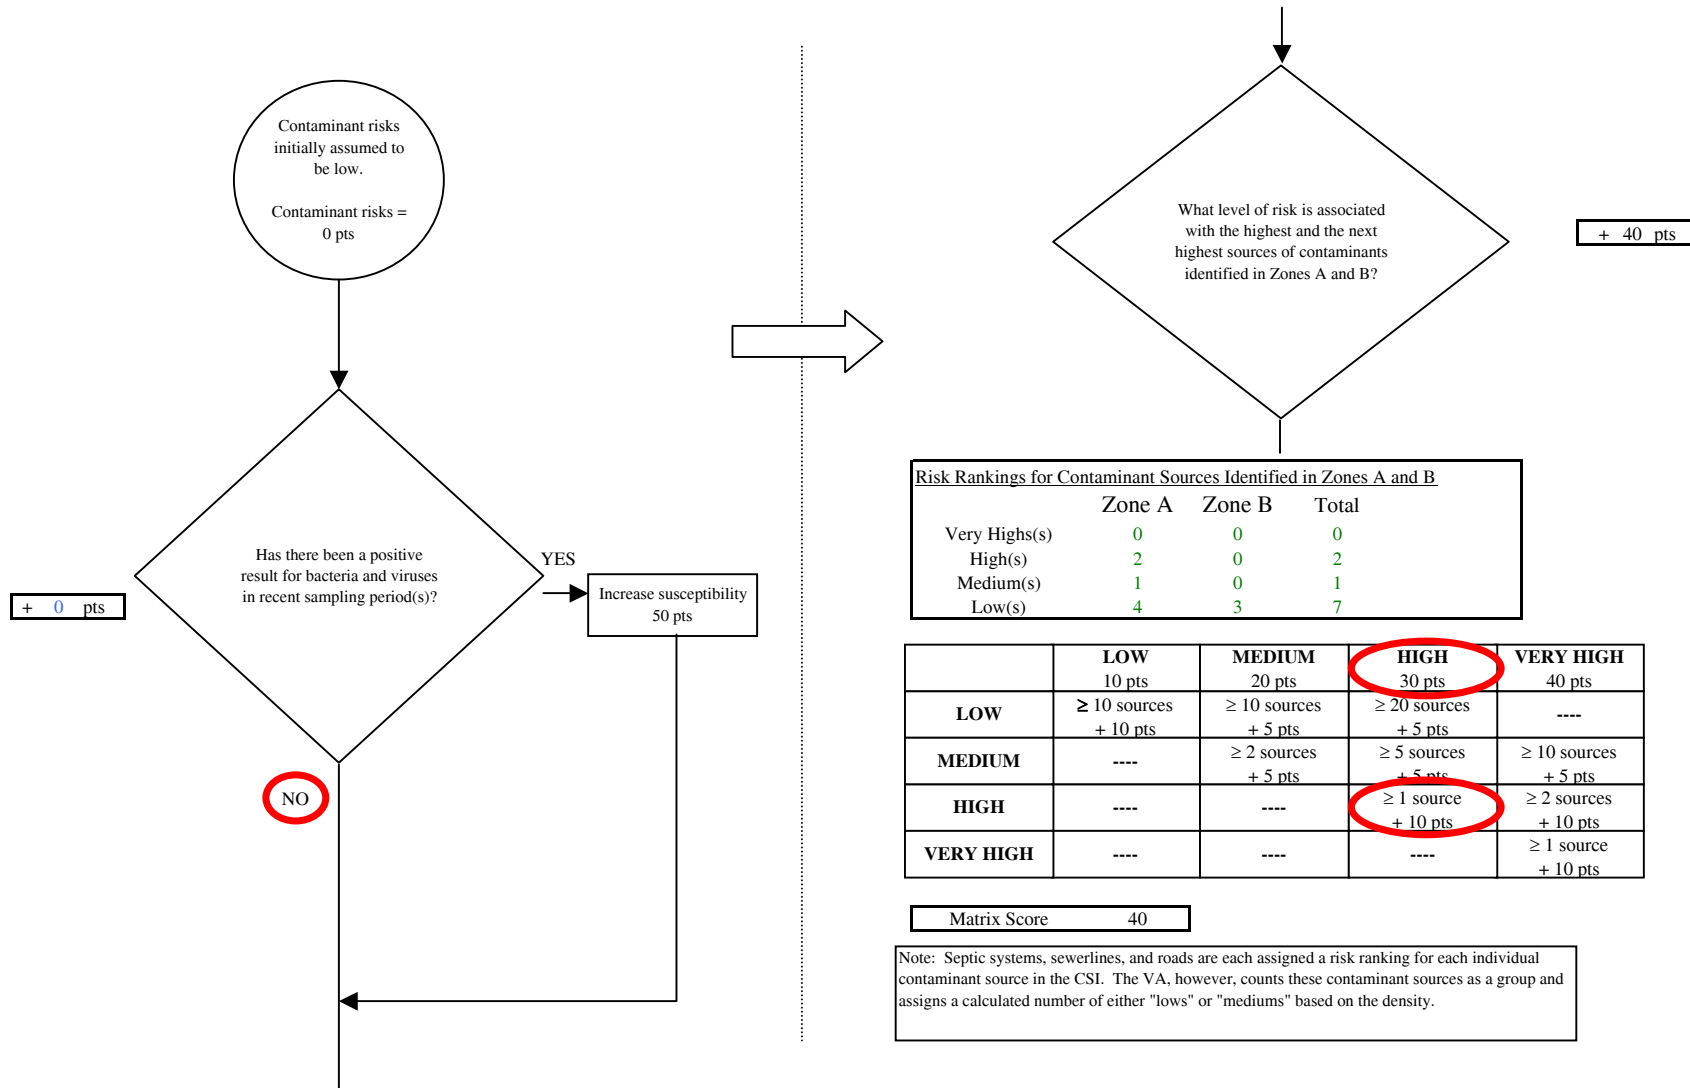 Contaminant risks
initially assumed to
be low.
Contaminant risks =
0 pts
Has there been a positive
result for bacteria and viruses
in recent sampling period(s)?
YES
+ 0 pts
Increase susceptibility
50 pts
NO
What level of risk is associated
with the highest and the next
highest sources of contaminants
identified in Zones A and B?
+ 40 pts
Risk Rankings for Contaminant Sources Identified in Zones A and B
Zone A Zone B Total
Very Highs(s) 0 0 0
High(s) 2 0 2
Medium(s) 1 0 1
Low(s) 4 3 7
LOW MEDIUM HIGH VERY HIGH
10 pts 20 pts 30 pts 40 pts
LOW ≥ 10 sources ≥ 10 sources ≥ 20 sources ----
+ 10 pts + 5 pts + 5 pts
MEDIUM ---- ≥ 2 sources ≥ 5 sources ≥ 10 sources
+ 5 pts + 5 pts + 5 pts
HIGH ---- ---- ≥ 1 source ≥ 2 sources
+ 10 pts + 10 pts
VERY HIGH ---- ---- ---- ≥ 1 source
+ 10 pts
Matrix Score 40
Note: Septic systems, sewerlines, and roads are each assigned a risk ranking for each individual
contaminant source in the CSI. The VA, however, counts these contaminant sources as a group and
assigns a calculated number of either "lows" or "mediums" based on the density.